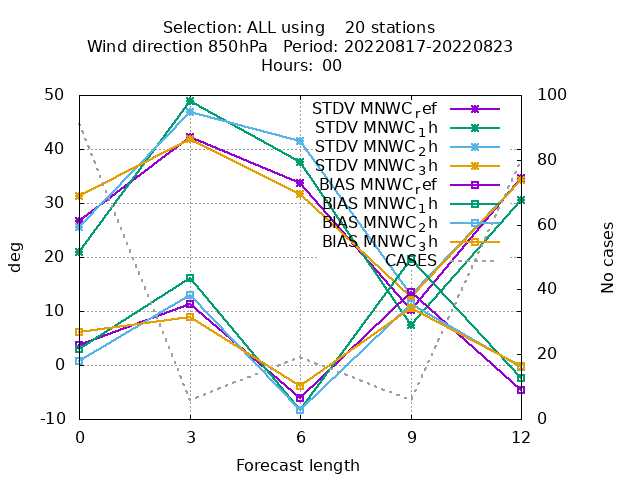 Selection: ALL using    20 stations
Wind direction 850hPa   Period: 20220817-20220823
Hours: 00
50 100
STDV MNWC_ref
STDV MNWC_1h
40
STDV MNWC_2h
80
STDV MNWC_3h
BIAS MNWC_ref
30
BIAS MNWC_1h
BIAS MNWC_2h
60
BIAS MNWC_3h
20
CASES
deg
No cases
40
10
20
0
-10 0
0 3 6 9 12
Forecast length